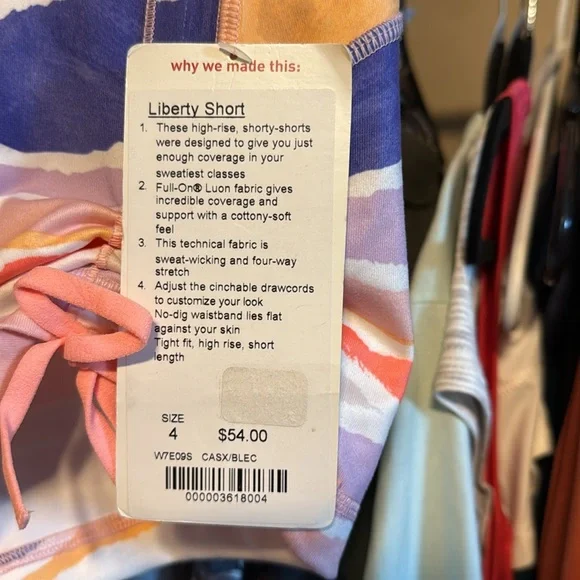 why we made this:
Liberty Short
1. These high-rise, shorty-shorts
were designed to give you just
enough coverage in your
sweatiest classes
2. Full-On® Luon fabric gives
incredible coverage and
support with a cottony-soft
feel
3. This technical fabric is
sweat-wicking and four-way
stretch
4. Adjust the cinchable drawcords
to customize your look
No-dig waistband lies flat
against your skin
Tight fit, high rise, short
length
SIZE
4 $54.00
W7E09S CASX/BLEC
000003618004